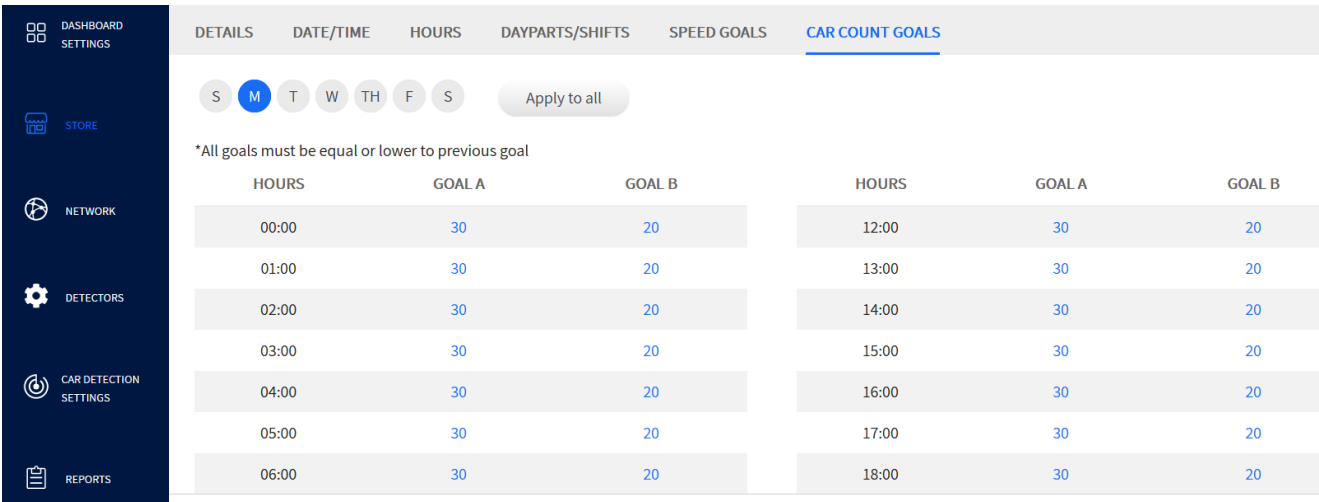 DASHBOARD
SETTINGS
STORE
NETWORK
DETECTORS
CAR DETECTION
SETTINGS
REPORTS
DETAILS DATE/TIME HOURS DAYPARTS/SHIFTS SPEED GOALS CAR COUNT GOALS
S M T W TH F S Apply to all
*All goals must be equal or lower to previous goal
HOURS GOAL A GOAL B HOURS GOAL A GOAL B
00:00 30 20 12:00 30 20
01:00 30 20 13:00 30 20
02:00 30 20 14:00 30 20
03:00 30 20 15:00 30 20
04:00 30 20 16:00 30 20
05:00 30 20 17:00 30 20
06:00 30 20 18:00 30 20